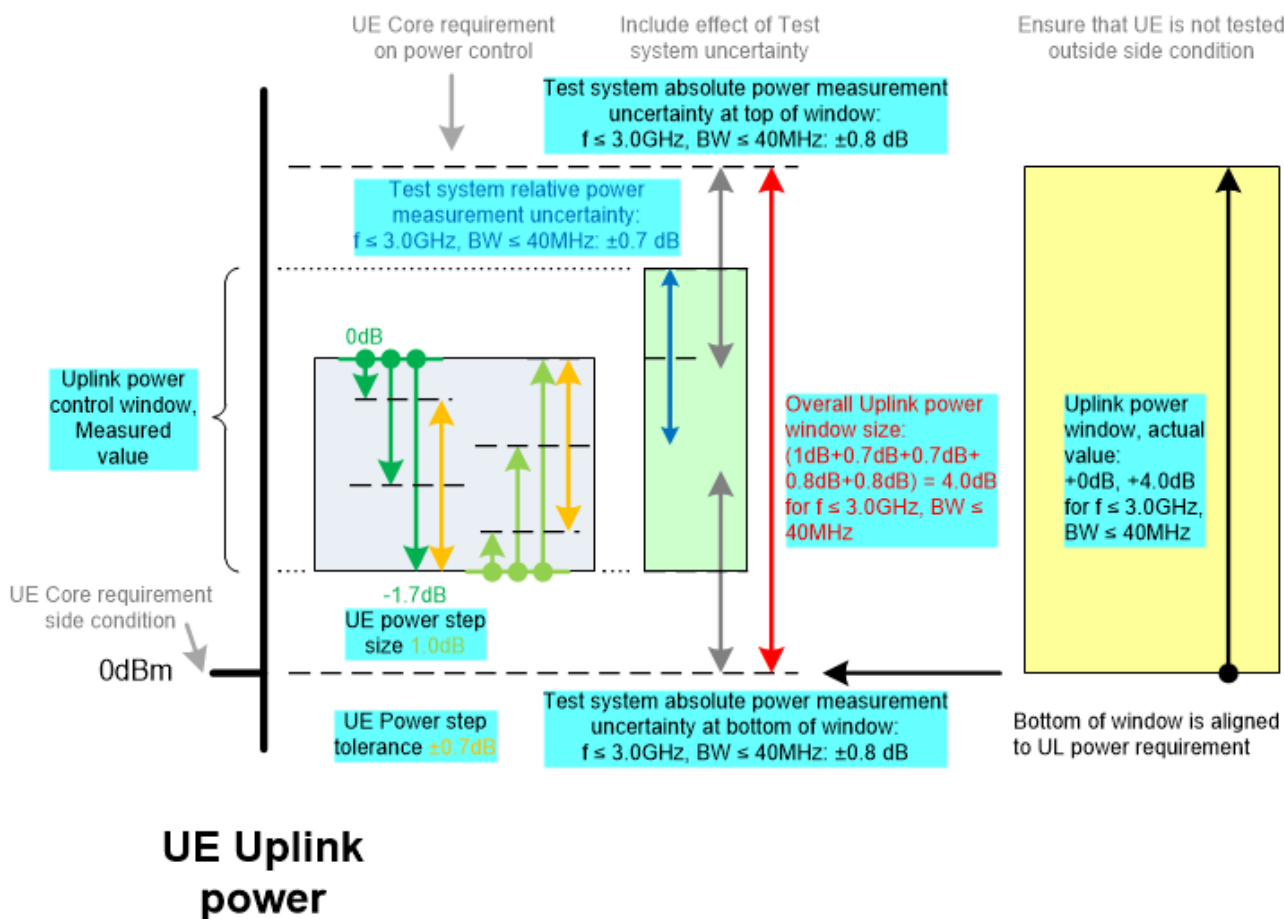 UE Core requirement
on power control
Include effect of Test
system uncertainty
Ensure that UE is not tested
outside side condition
Test system absolute power measurement
uncertainty at top of window:
f ≤ 3.0GHz, BW ≤ 40MHz: ±0.8 dB
Test system relative power
measurement uncertainty:
f ≤ 3.0GHz, BW ≤ 40MHz: ±0.7 dB
0dB
Uplink power
control window,
Measured
value
Overall Uplink power
window size:
(1dB+0.7dB+0.7dB+
0.8dB+0.8dB) = 4.0dB
for f ≤ 3.0GHz, BW ≤
40MHz
Uplink power
window, actual
value:
+0dB, +4.0dB
for f ≤ 3.0GHz,
BW ≤ 40MHz
-1.7dB
UE Core requirement
side condition
UE power step
size 1.0dB
0dBm
UE Power step
tolerance ±0.7dB
Test system absolute power measurement
uncertainty at bottom of window:
f ≤ 3.0GHz, BW ≤ 40MHz: ±0.8 dB
Bottom of window is aligned
to UL power requirement
UE Uplink
power